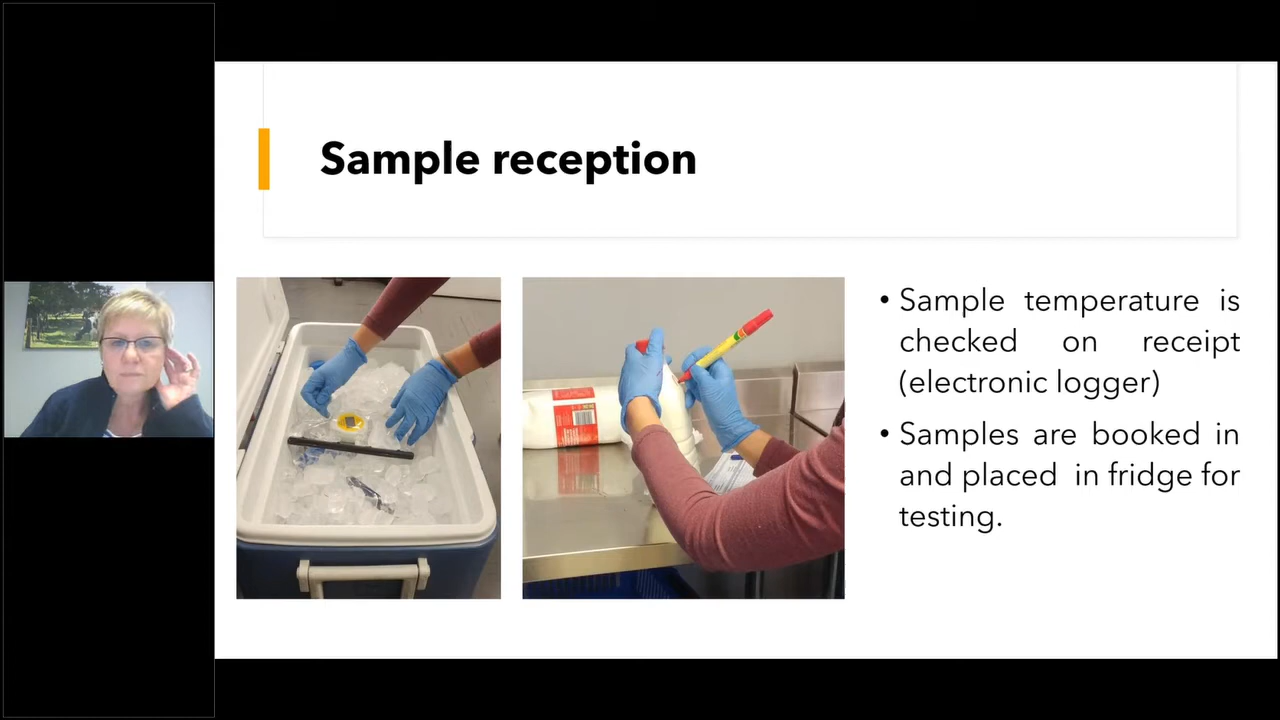 Sample reception
• Sample temperature is
checked on receipt
(electronic logger)
• Samples are booked in
and placed in fridge for
testing.